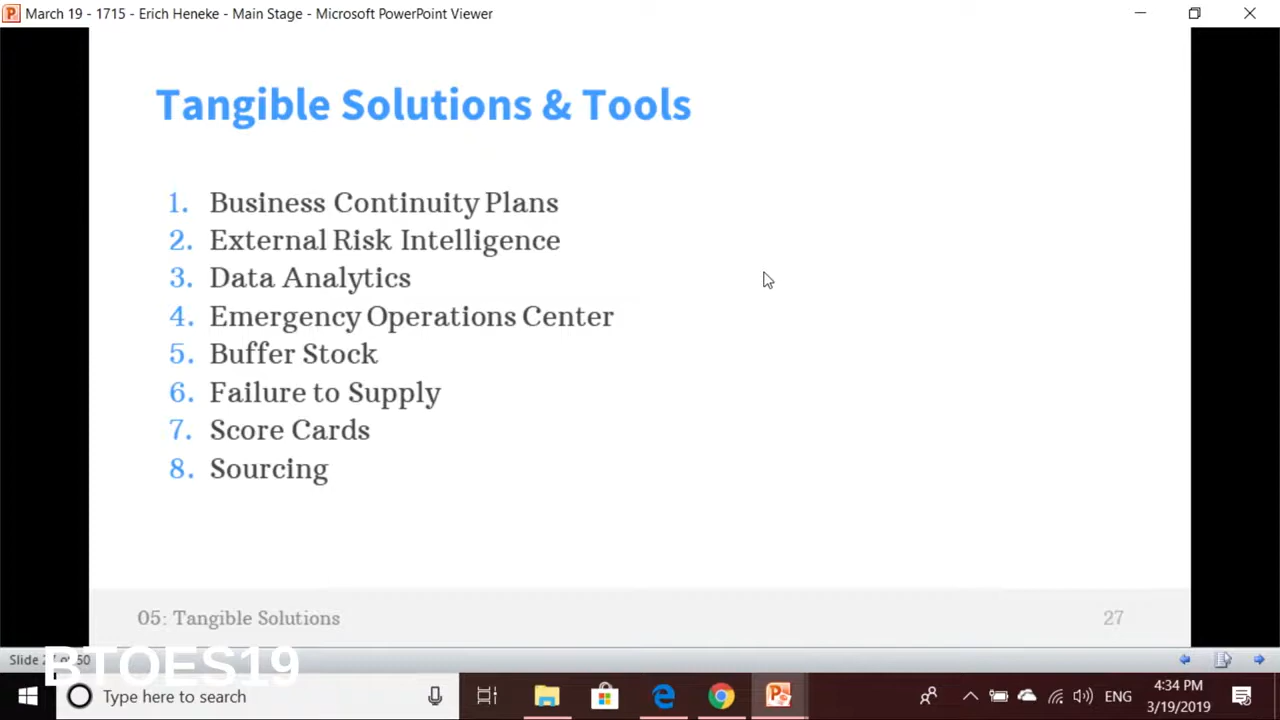 March 19 - 1715 - Erich Heneke - Main Stage - Microsoft PowerPoint Viewer
Tangible Solutions & Tools
1. Business Continuity Plans
2. External Risk Intelligence
3. Data Analytics
4. Emergency Operations Center
5. Buffer Stock
6. Failure to Supply
7. Score Cards
8. Sourcing
05: Tangible Solutions
27
Slide of 50
BTOES19
Type here to search
ENG
4:34 PM
3/19/2019